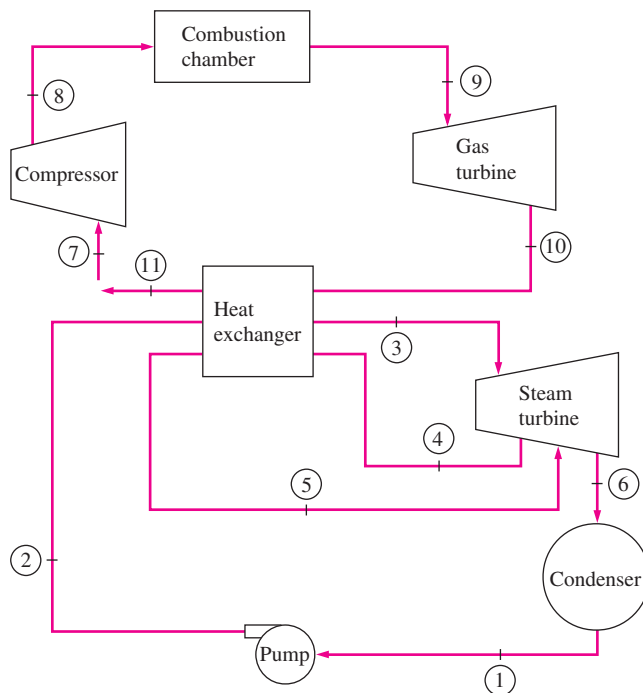 Combustion
chamber
8
9
Gas
turbine
Compressor
7
11
10
Heat
exchanger
3
Steam
turbine
4
5
6
2
Condenser
Pump
1